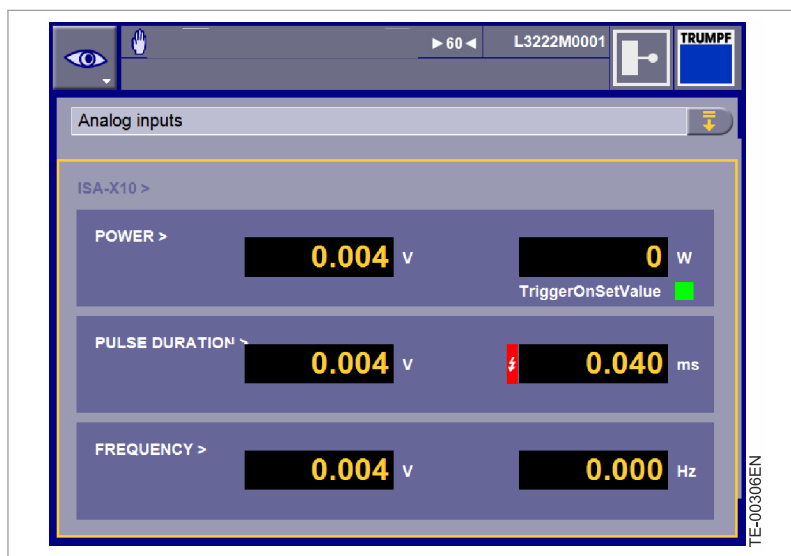 ►60◄ L3222M0001 TRUMPF
Analog inputs
ISA-X10 >
POWER >
0.004 V 0 W
TriggerOnSetValue
PULSE DURATION >
0.004 V 0.040 ms
FREQUENCY >
0.004 V 0.000 Hz
TE-00306EN